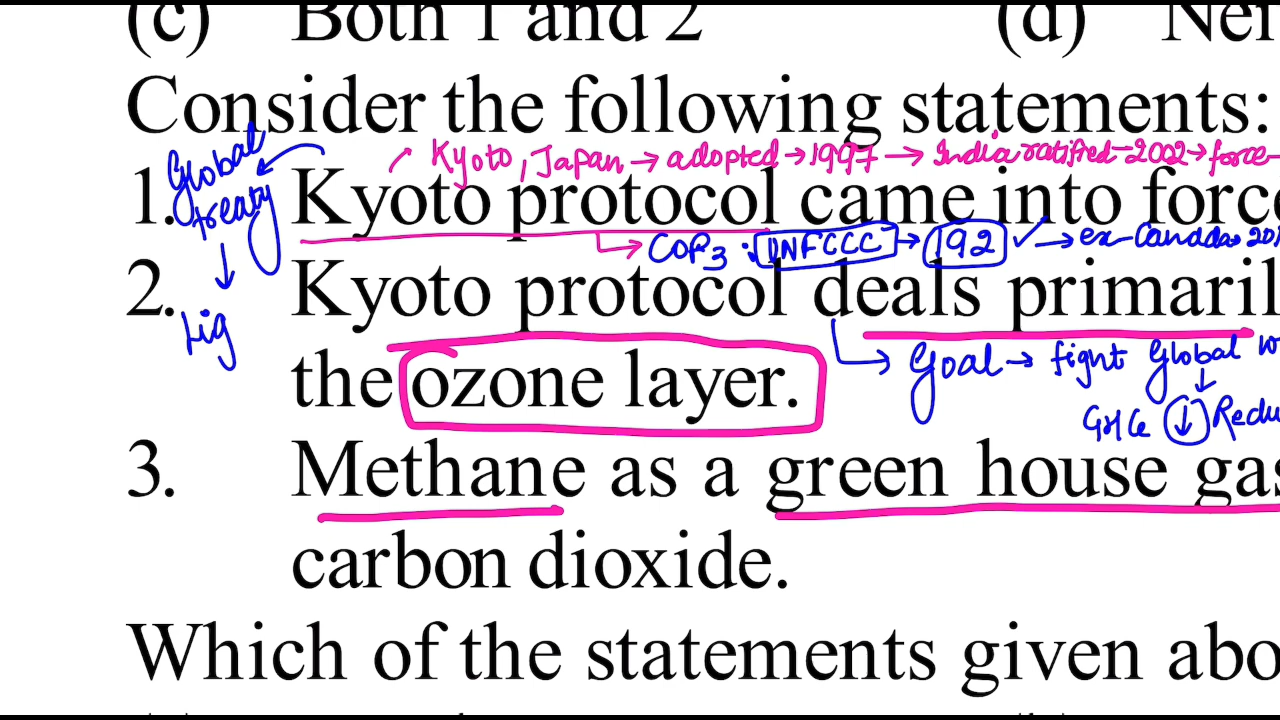 (c) Both 1 and 2 (d)
Consider the following statements:
Global treaty
Lig
Kyoto, Japan → adopted → 1997 → India ratified - 2002 → force
1. Kyoto protocol came into force
→ COP3 : UNFCCC → 192 ✓ → ex-Canada
2. Kyoto protocol deals primaril
→ Goal → fight Global
the ozone layer.
GHG ↓
3. Methane as a green house gas
carbon dioxide.
Which of the statements given abo